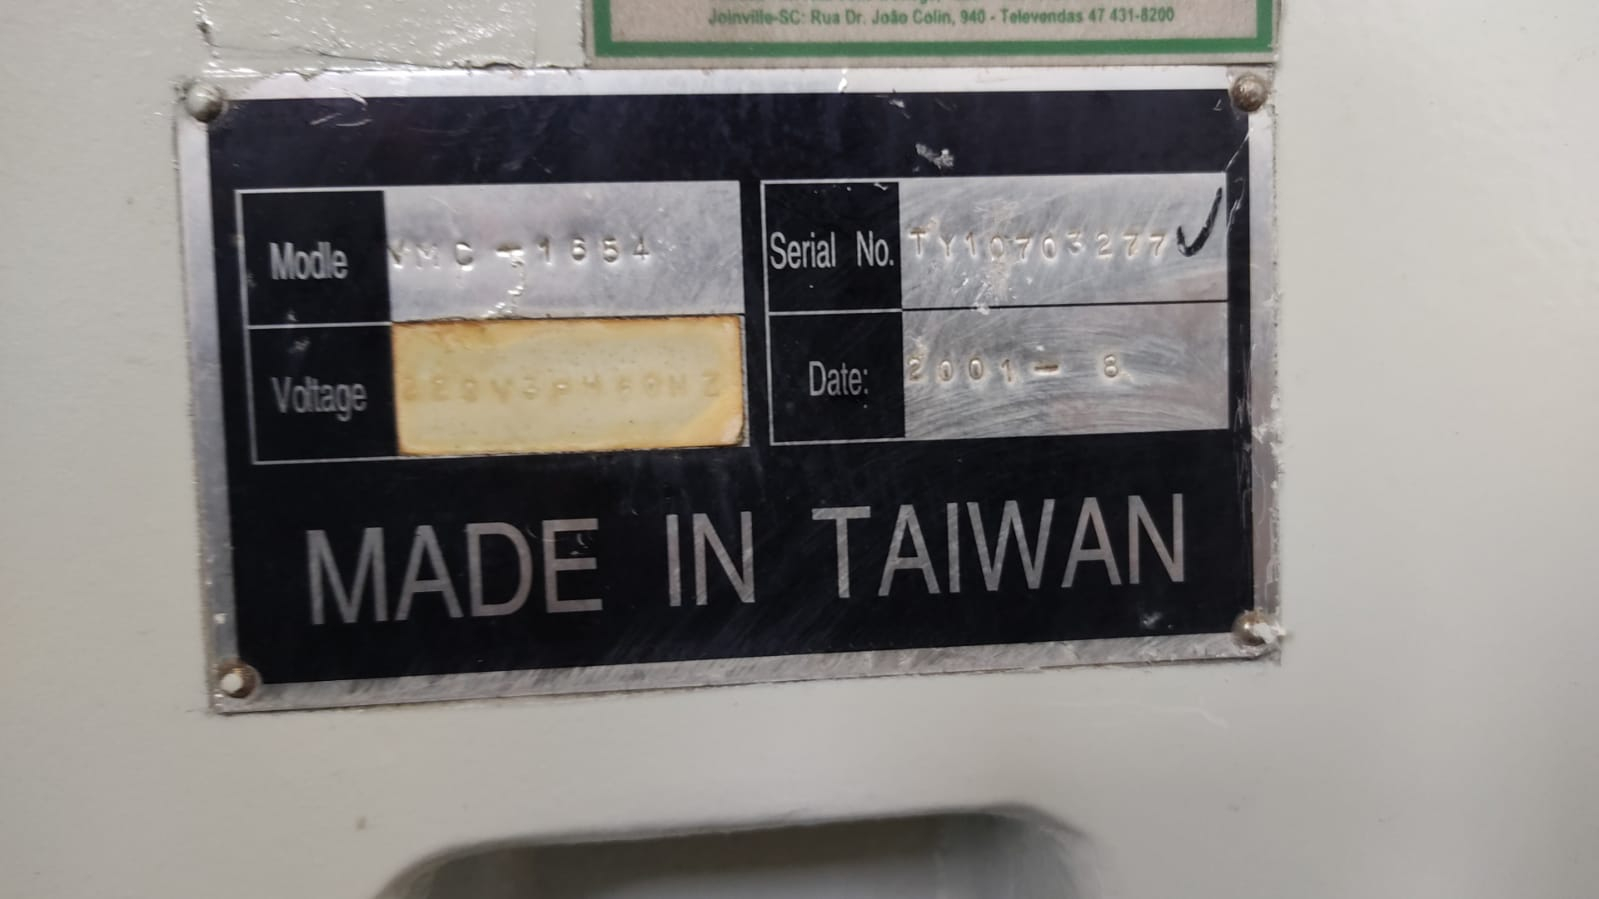 Joinville-SC: Rua Dr. João Colin, 940 - Televendas 47 431-8200
Modle VMC-1654
Serial No. TY10703277
Voltage 220V3PH60HZ
Date: 2001- 8
MADE IN TAIWAN